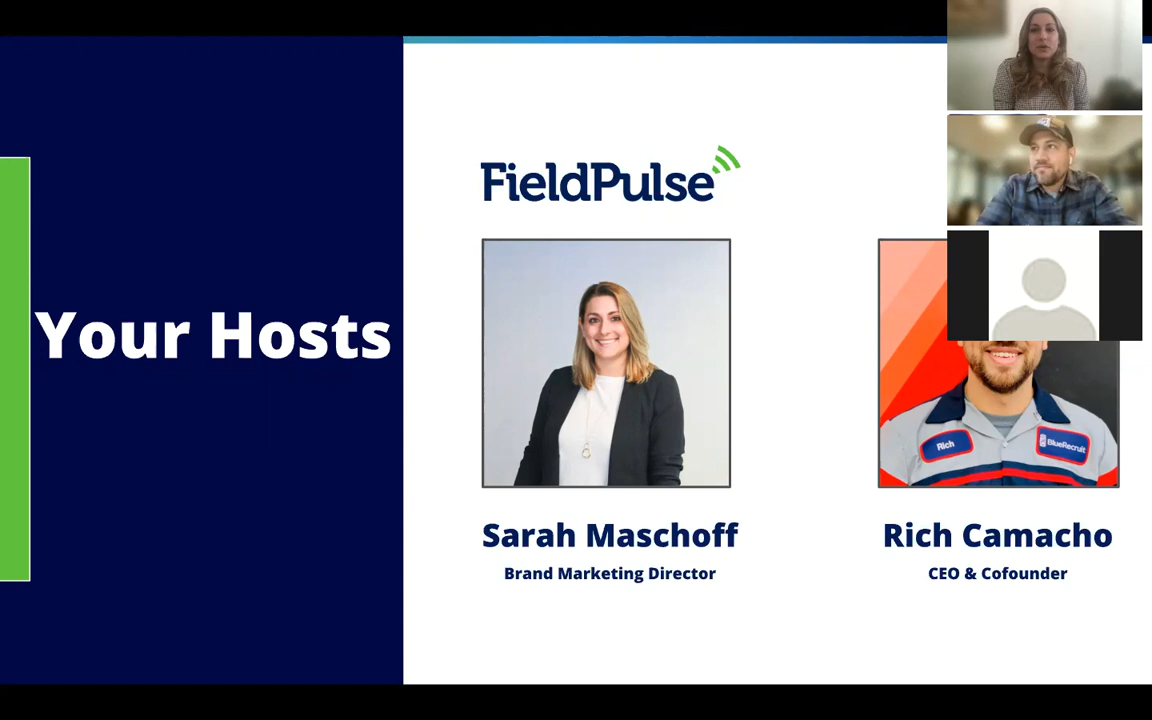 Your Hosts
FieldPulse
Rich
BlueRecruit
Sarah Maschoff
Brand Marketing Director
Rich Camacho
CEO & Cofounder